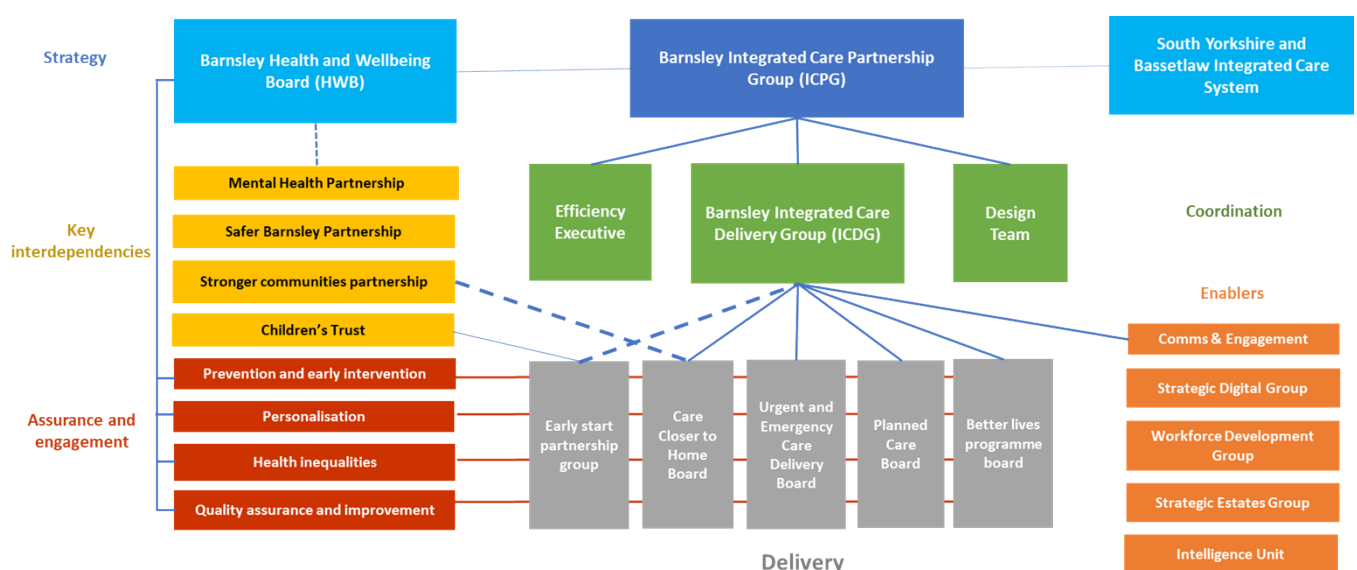 Strategy
Barnsley Health and Wellbeing
Board (HWB)
Barnsley Integrated Care Partnership
Group (ICPG)
South Yorkshire and
Bassetlaw Integrated Care
System
Key
interdependencies
Mental Health Partnership
Safer Barnsley Partnership
Stronger communities partnership
Children's Trust
Efficiency
Executive
Barnsley Integrated Care
Delivery Group (ICDG)
Design
Team
Coordination
Enablers
Comms & Engagement
Strategic Digital Group
Workforce Development
Group
Strategic Estates Group
Intelligence Unit
Assurance and
engagement
Prevention and early intervention
Personalisation
Health inequalities
Quality assurance and improvement
Early start
partnership
group
Care
Closer to
Home
Board
Urgent and
Emergency
Care
Delivery
Board
Planned
Care
Board
Better lives
programme
board
Delivery